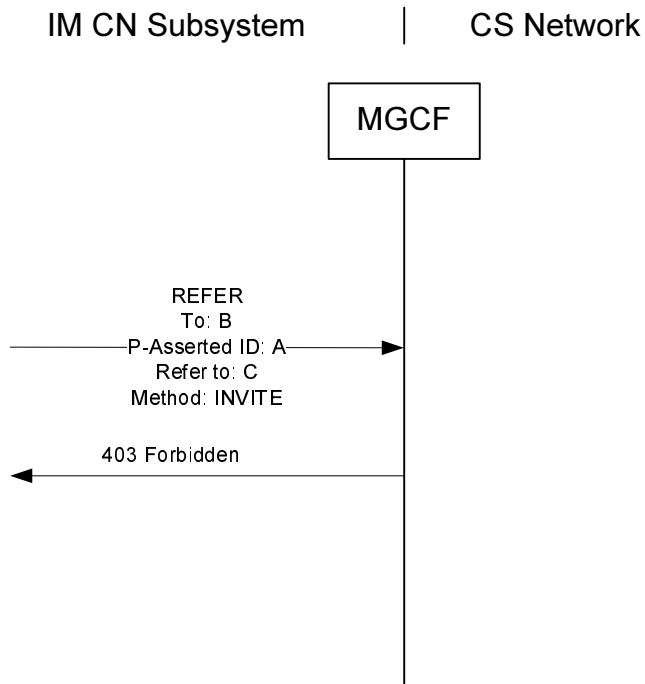 IM CN Subsystem | CS Network
MGCF
REFER
To: B
P-Asserted ID: A
Refer to: C
Method: INVITE
403 Forbidden